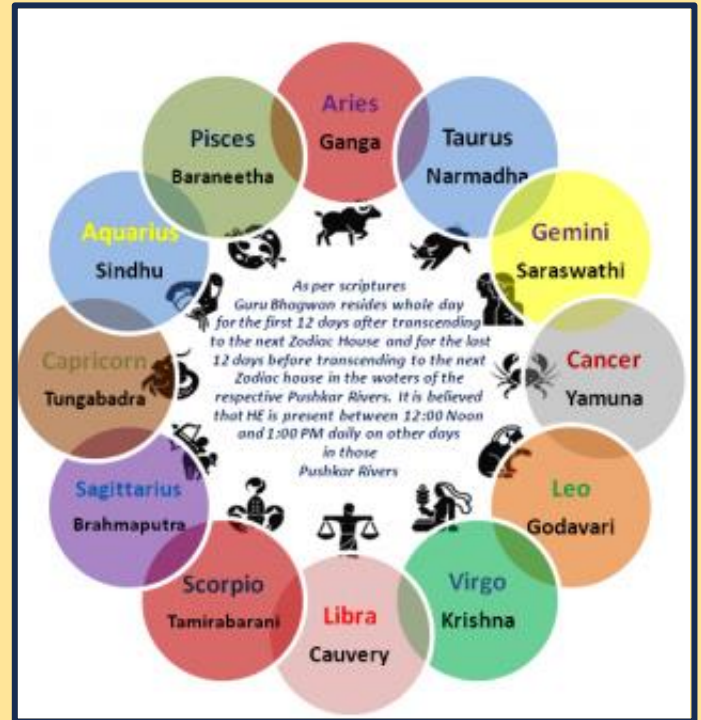 Aries
Ganga
Taurus
Narmadha
Gemini
Saraswathi
Cancer
Yamuna
Leo
Godavari
Virgo
Krishna
Libra
Cauvery
Scorpio
Tamirabarani
Sagittarius
Brahmaputra
Capricorn
Tungabadra
Aquarius
Sindhu
Pisces
Baraneetha
As per scriptures
Guru Bhagwan resides whole day
for the first 12 days after transcending
to the next Zodiac House and for the last
12 days before transcending to the next
Zodiac house in the waters of the
respective Pushkar Rivers. It is believed
that HE is present between 12:00 Noon
and 1:00 PM daily on other days
in those
Pushkar Rivers